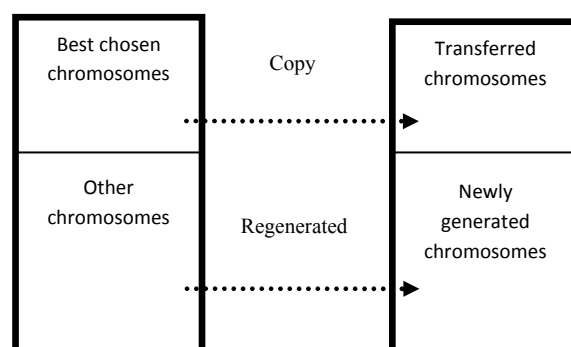 Best chosen
chromosomes
Copy
Transferred
chromosomes
Other
chromosomes
Regenerated
Newly
generated
chromosomes